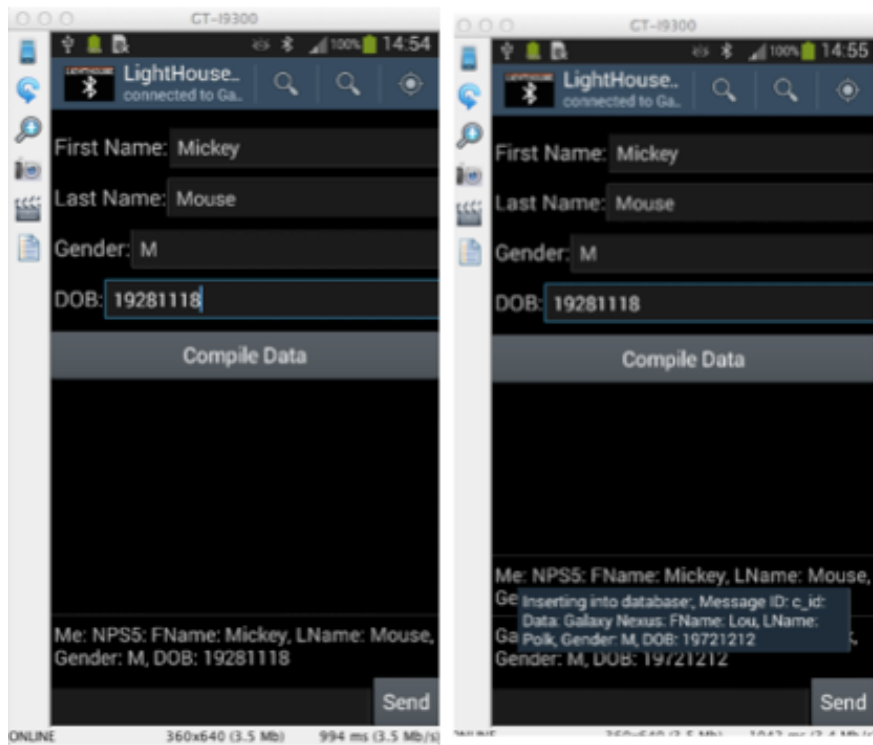 GT-I9300
100% 14:54
LightHouse..
connected to Ga..
First Name: Mickey
Last Name: Mouse
Gender: M
DOB: 19281118
Compile Data
Me: NPS5: FName: Mickey, LName: Mouse,
Gender: M, DOB: 19281118
Send
ONLINE 360x640 (3.5 Mb) 994 ms (3.5 Mb/s)
GT-I9300
100% 14:55
LightHouse..
connected to Ga..
First Name: Mickey
Last Name: Mouse
Gender: M
DOB: 19281118
Compile Data
Me: NPS5: FName: Mickey, LName: Mouse,
Ge
Inserting into database:, Message ID: c_id:
Data: Galaxy Nexus: FName: Lou, LName:
Polk, Gender: M, DOB: 19721212
Ga
Gender: M, DOB: 19721212
Send